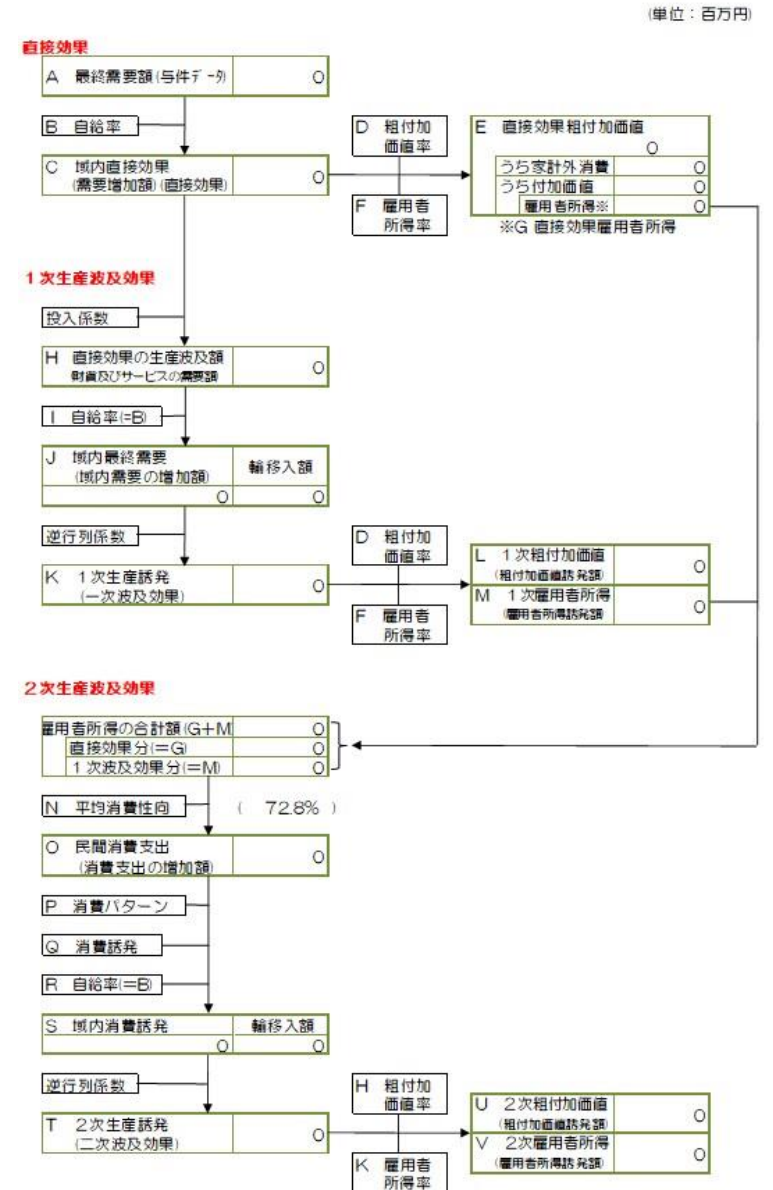 (単位：百万円)
直接効果
A 最終需要額(与件データ) 0
B 自給率
D 粗付加価値率
E 直接効果粗付加価値
0
C 域内直接効果
(需要増加額)(直接効果) 0
うち家計外消費 0
うち付加価値 0
雇用者所得※ 0
F 雇用者所得率
※G 直接効果雇用者所得
1次生産波及効果
投入係数
H 直接効果の生産波及額
財貨及びサービスの需要額 0
I 自給率(=B)
J 域内最終需要
(域内需要の増加額)
輸移入額
0 0
逆行列係数
D 粗付加価値率
K 1次生産誘発
(一次波及効果) 0
L 1次粗付加価値
(粗付加価値誘発額) 0
M 1次雇用者所得
(雇用者所得誘発額) 0
F 雇用者所得率
2次生産波及効果
雇用者所得の合計額(G+M) 0
直接効果分(=G) 0
1次波及効果分(=M) 0
N 平均消費性向 ( 72.8% )
O 民間消費支出
(消費支出の増加額) 0
P 消費パターン
Q 消費誘発
R 自給率(=B)
S 域内消費誘発 輸移入額
0 0
逆行列係数
H 粗付加価値率
T 2次生産誘発
(二次波及効果) 0
U 2次粗付加価値
(粗付加価値誘発額) 0
V 2次雇用者所得
(雇用者所得誘発額) 0
K 雇用者所得率